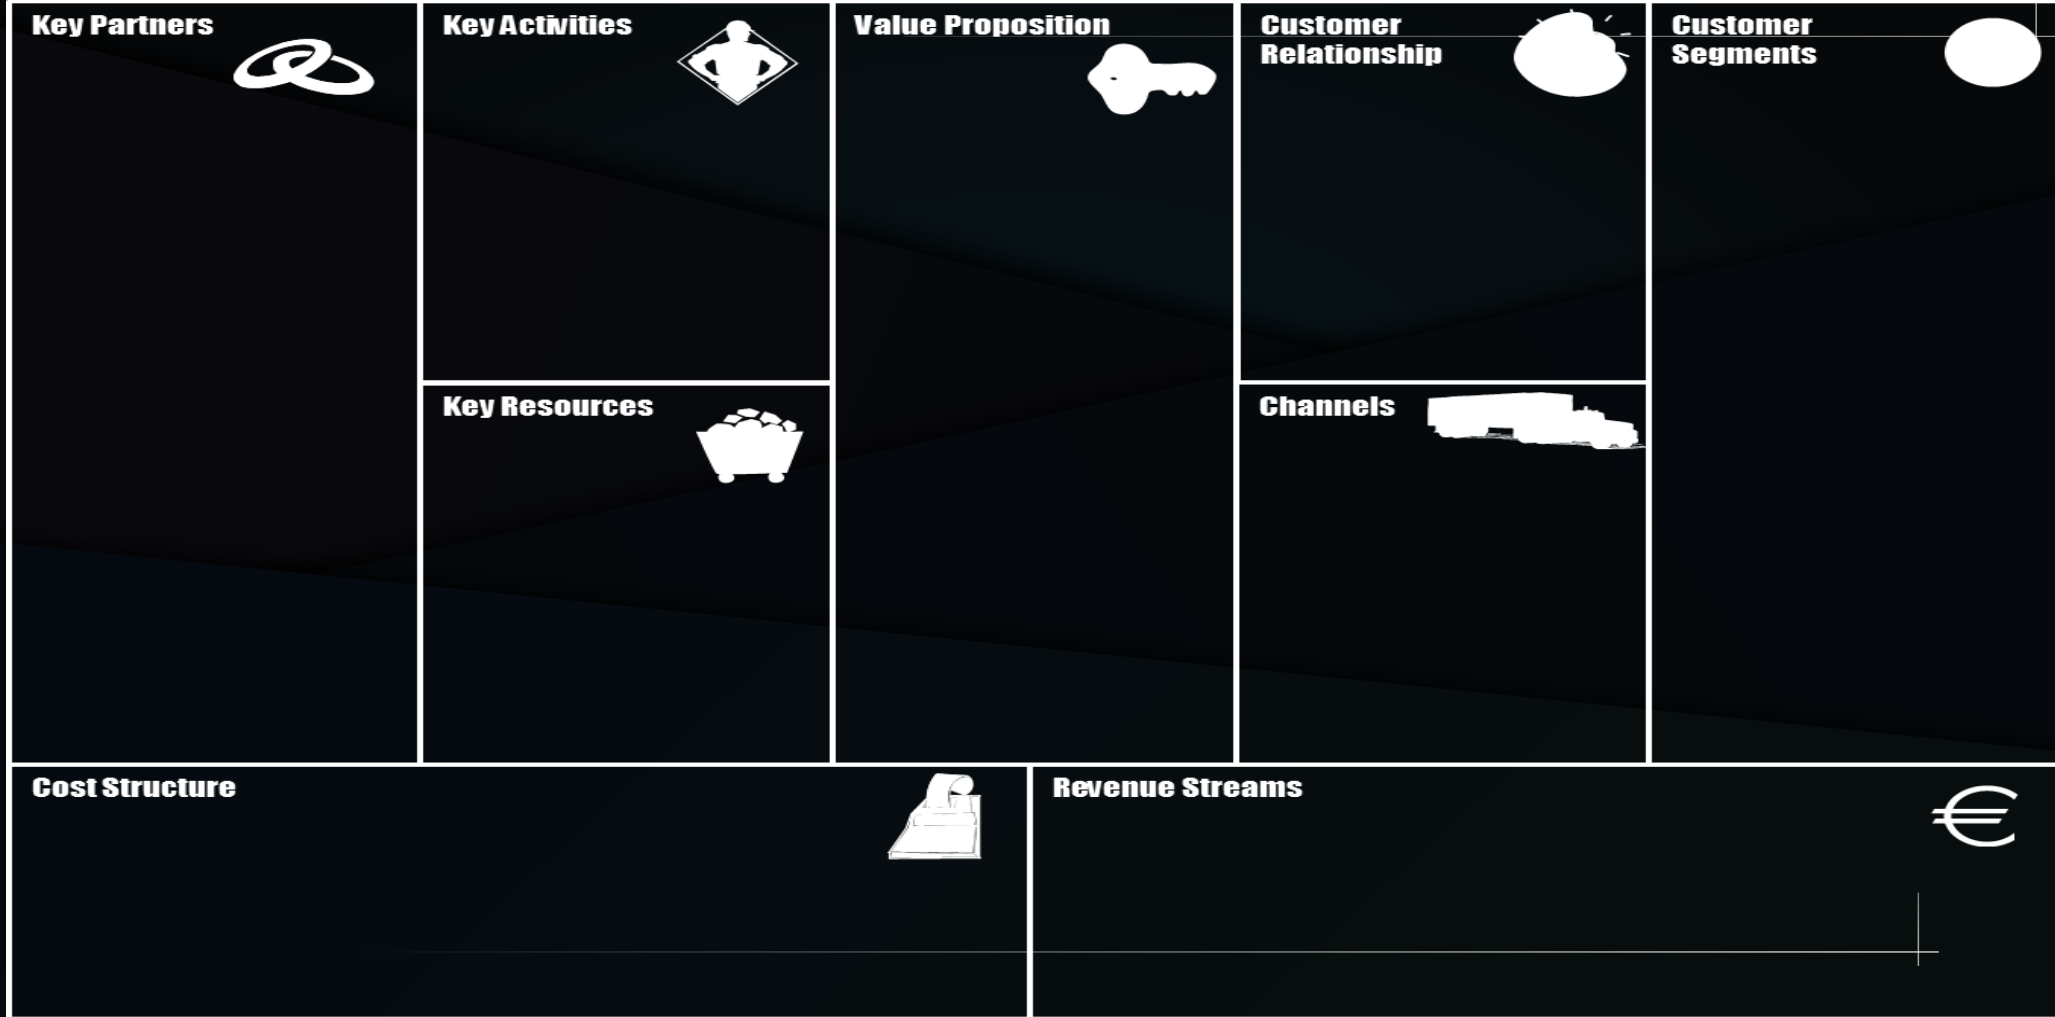 Key Partners
Key Activities
Value Proposition
Customer
Relationship
Customer
Segments
Key Resources
Channels
Cost Structure
Revenue Streams
€